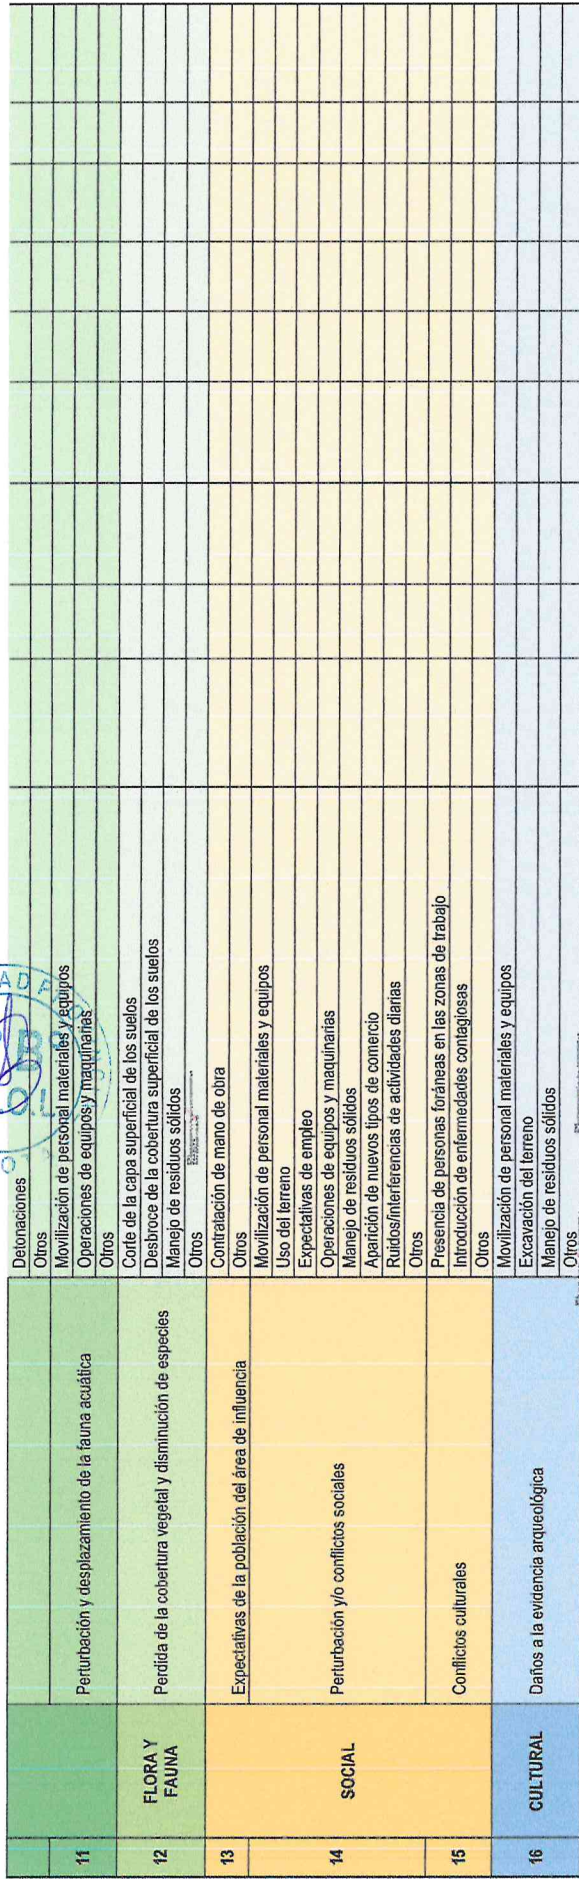 Detonaciones
Otros
11
Perturbación y desplazamiento de la fauna acuática
Movilización de personal materiales y equipos
Operaciones de equipos y maquinarias
Otros
12
FLORA Y
FAUNA
Perdida de la cobertura vegetal y disminución de especies
Corte de la capa superficial de los suelos
Desbroce de la cobertura superficial de los suelos
Manejo de residuos sólidos
Otros
13
Expectativas de la población del área de influencia
Contratación de mano de obra
Otros
14
SOCIAL
Perturbación y/o conflictos sociales
Movilización de personal materiales y equipos
Uso del terreno
Expectativas de empleo
Operaciones de equipos y maquinarias
Manejo de residuos sólidos
Aparición de nuevos tipos de comercio
Ruidos/interferencias de actividades diarias
Otros
15
Conflictos culturales
Presencia de personas foráneas en las zonas de trabajo
Introducción de enfermedades contagiosas
Otros
16
CULTURAL
Daños a la evidencia arqueológica
Movilización de personal materiales y equipos
Excavación del terreno
Manejo de residuos sólidos
Otros